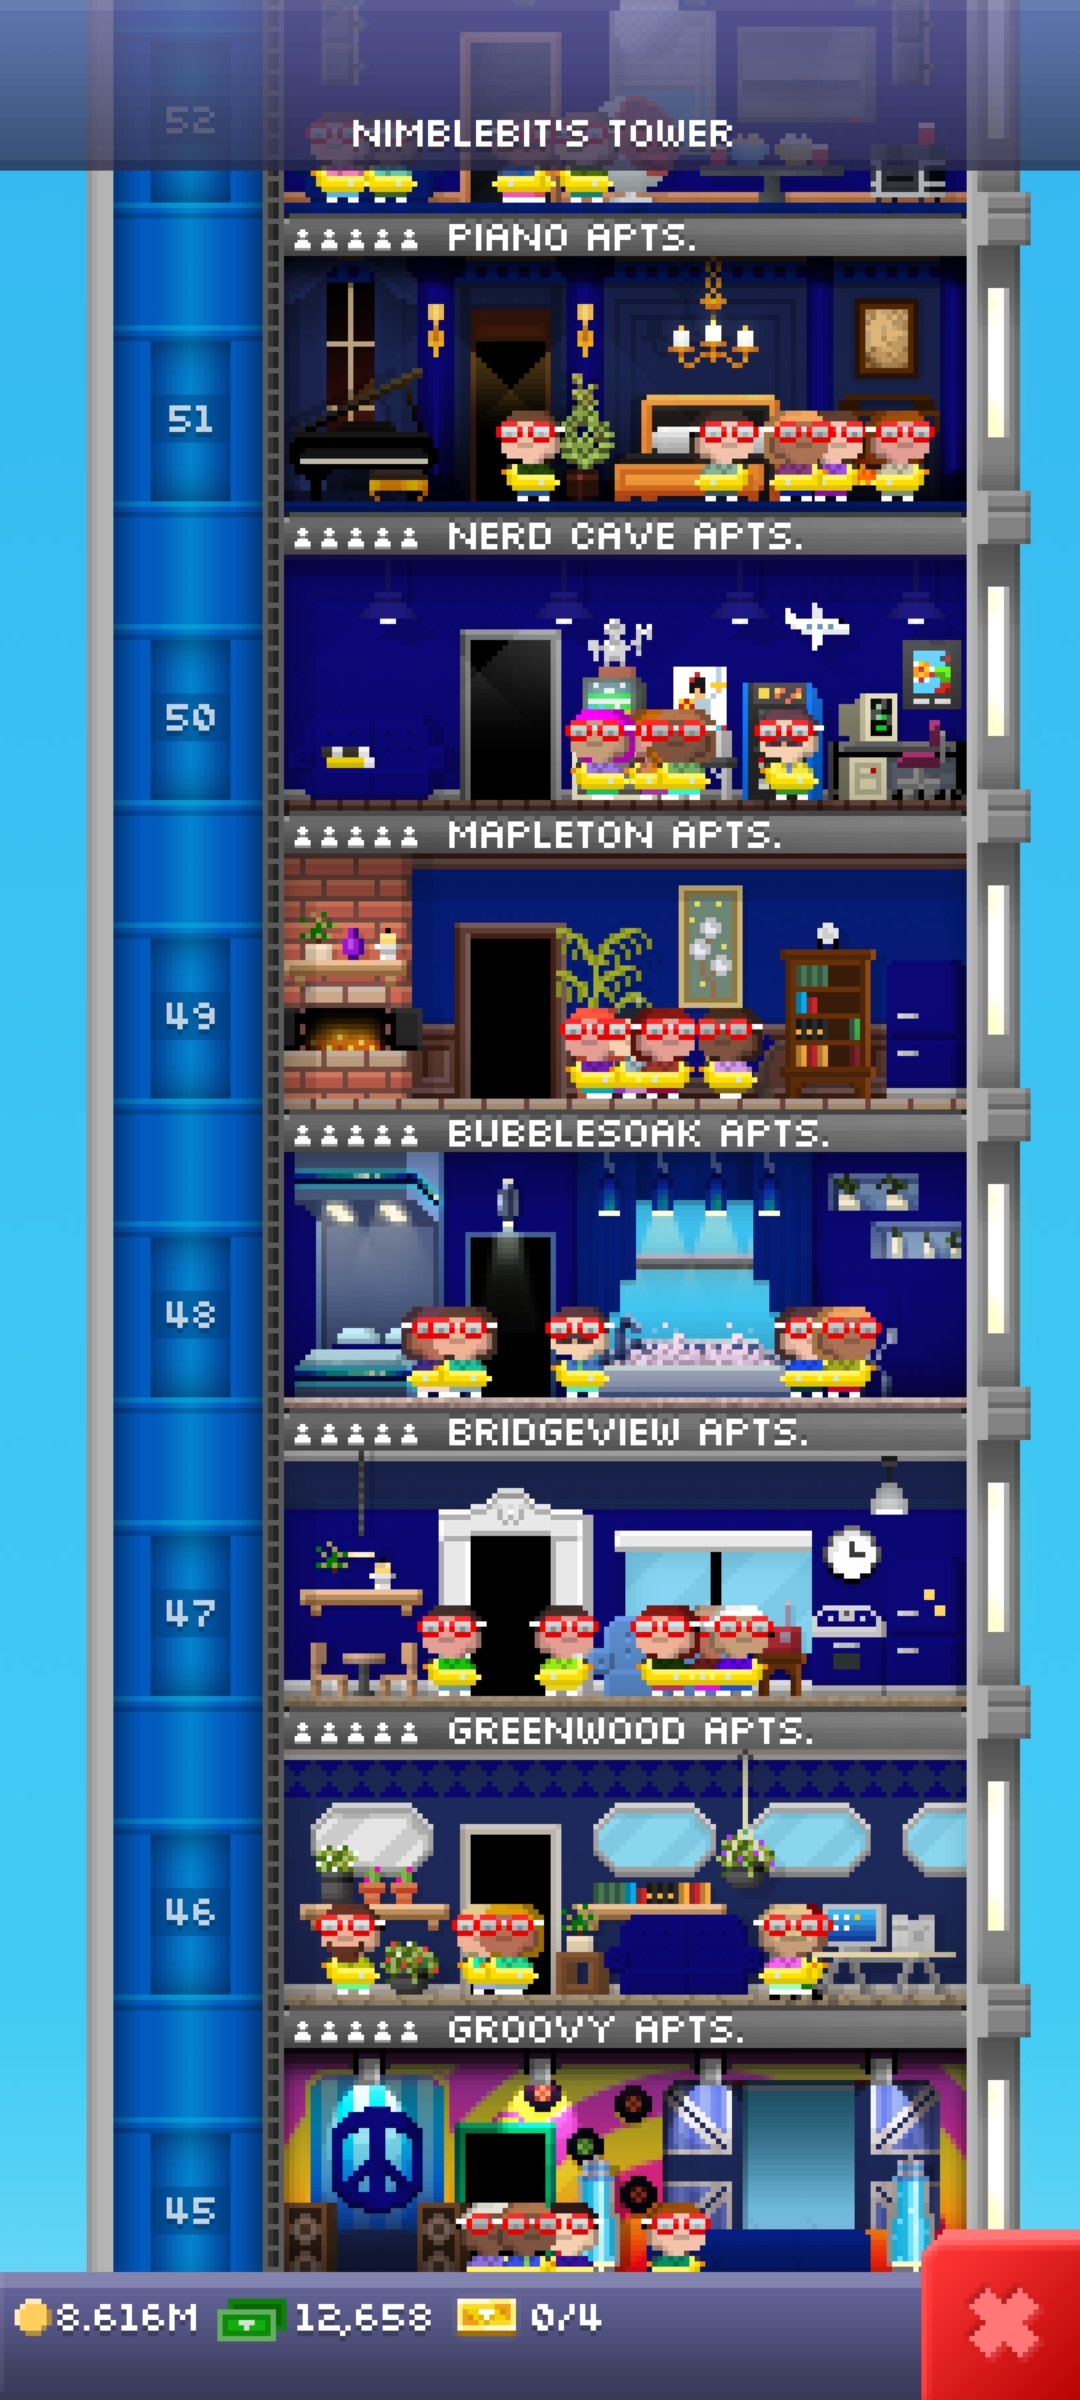 52
NIMBLEBIT'S TOWER
PIANO APTS.
51
NERD CAVE APTS.
50
MAPLETON APTS.
49
BUBBLESOAK APTS.
48
BRIDGEVIEW APTS.
47
GREENWOOD APTS.
46
GROOVY APTS.
45
8.616M 12,658 0/4